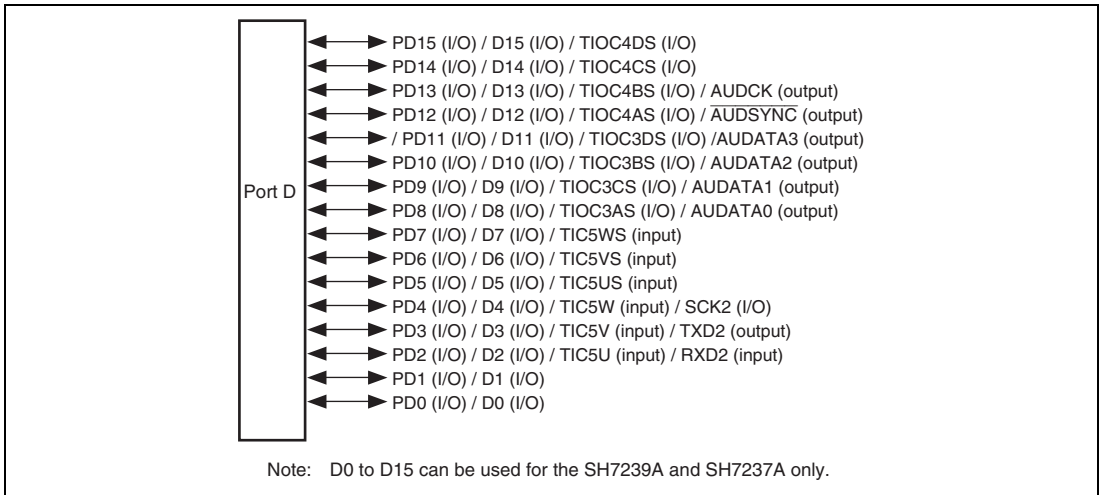 Port D
PD15 (I/O) / D15 (I/O) / TIOC4DS (I/O)
PD14 (I/O) / D14 (I/O) / TIOC4CS (I/O)
PD13 (I/O) / D13 (I/O) / TIOC4BS (I/O) / AUDCK (output)
PD12 (I/O) / D12 (I/O) / TIOC4AS (I/O) / AUDSYNC (output)
/ PD11 (I/O) / D11 (I/O) / TIOC3DS (I/O) /AUDATA3 (output)
PD10 (I/O) / D10 (I/O) / TIOC3BS (I/O) / AUDATA2 (output)
PD9 (I/O) / D9 (I/O) / TIOC3CS (I/O) / AUDATA1 (output)
PD8 (I/O) / D8 (I/O) / TIOC3AS (I/O) / AUDATA0 (output)
PD7 (I/O) / D7 (I/O) / TIC5WS (input)
PD6 (I/O) / D6 (I/O) / TIC5VS (input)
PD5 (I/O) / D5 (I/O) / TIC5US (input)
PD4 (I/O) / D4 (I/O) / TIC5W (input) / SCK2 (I/O)
PD3 (I/O) / D3 (I/O) / TIC5V (input) / TXD2 (output)
PD2 (I/O) / D2 (I/O) / TIC5U (input) / RXD2 (input)
PD1 (I/O) / D1 (I/O)
PD0 (I/O) / D0 (I/O)
Note: D0 to D15 can be used for the SH7239A and SH7237A only.